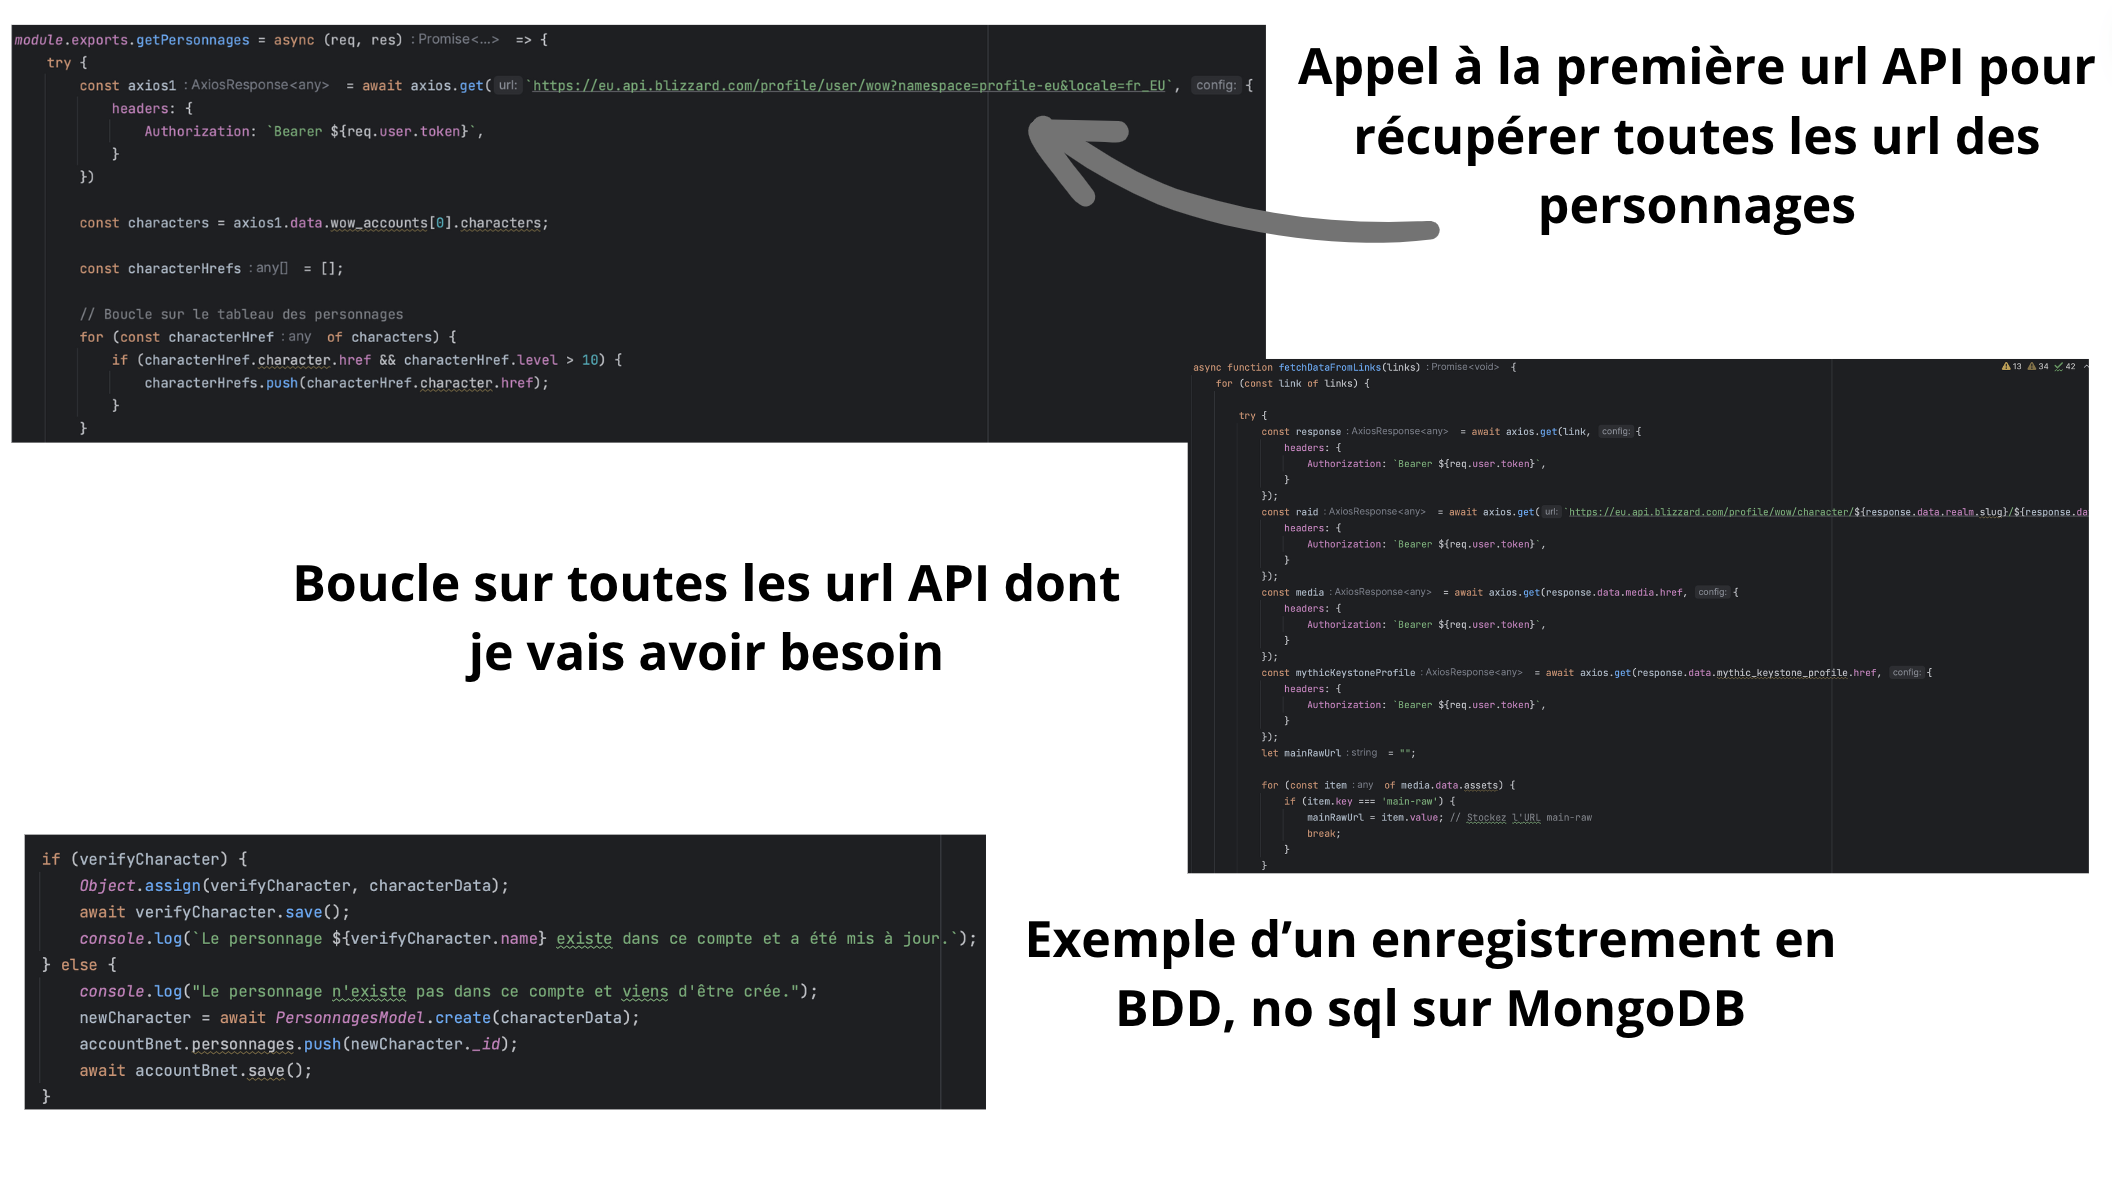 module.exports.getPersonnages = async (req, res) : Promise<...> => {
try {
const axios1 : AxiosResponse<any> = await axios.get( url: `https://eu.api.blizzard.com/profile/user/wow?namespace=profile-eu&locale=fr_EU`, config: {
headers: {
Authorization: `Bearer ${req.user.token}`,
}
})
const characters = axios1.data.wow_accounts[0].characters;
const characterHrefs : any[] = [];
// Boucle sur le tableau des personnages
for (const characterHref : any of characters) {
if (characterHref.character.href && characterHref.level > 10) {
characterHrefs.push(characterHref.character.href);
}
}
Appel à la première url API pour
récupérer toutes les url des
personnages
async function fetchDataFromLinks(links) : Promise<void> {
13 34 42
for (const link of links) {
try {
const response : AxiosResponse<any> = await axios.get(link, config: {
headers: {
Authorization: `Bearer ${req.user.token}`,
}
});
const raid : AxiosResponse<any> = await axios.get( url: `https://eu.api.blizzard.com/profile/wow/character/${response.data.realm.slug}/${response.da
headers: {
Authorization: `Bearer ${req.user.token}`,
}
});
const media : AxiosResponse<any> = await axios.get(response.data.media.href, config: {
headers: {
Authorization: `Bearer ${req.user.token}`,
}
});
const mythicKeystoneProfile : AxiosResponse<any> = await axios.get(response.data.mythic_keystone_profile.href, config: {
headers: {
Authorization: `Bearer ${req.user.token}`,
}
});
let mainRawUrl : string = "";
for (const item : any of media.data.assets) {
if (item.key === 'main-raw') {
mainRawUrl = item.value; // Stockez l'URL main-raw
break;
}
}
Boucle sur toutes les url API dont
je vais avoir besoin
if (verifyCharacter) {
Object.assign(verifyCharacter, characterData);
await verifyCharacter.save();
console.log(`Le personnage ${verifyCharacter.name} existe dans ce compte et a été mis à jour.`);
} else {
console.log("Le personnage n'existe pas dans ce compte et viens d'être crée.");
newCharacter = await PersonnagesModel.create(characterData);
accountBnet.personnages.push(newCharacter._id);
await accountBnet.save();
}
Exemple d’un enregistrement en
BDD, no sql sur MongoDB